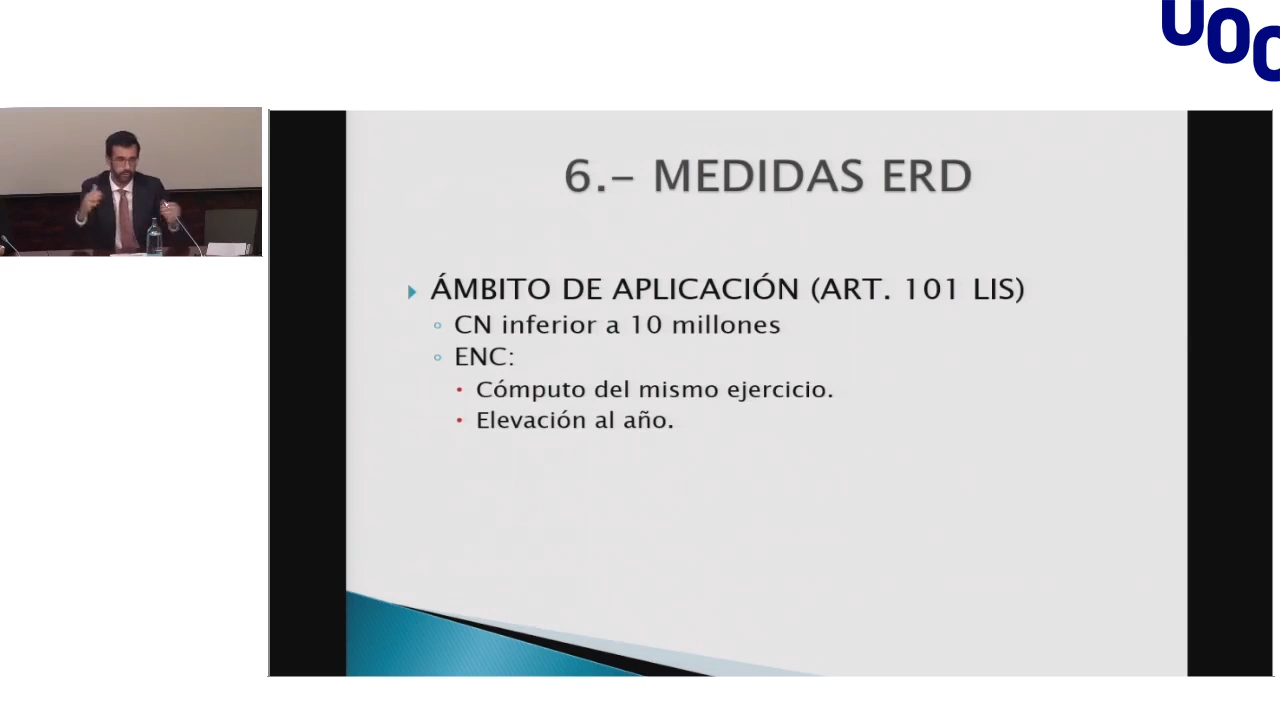 UOC
6.- MEDIDAS ERD
ÁMBITO DE APLICACIÓN (ART. 101 LIS)
CN inferior a 10 millones
ENC:
Cómputo del mismo ejercicio.
Elevación al año.